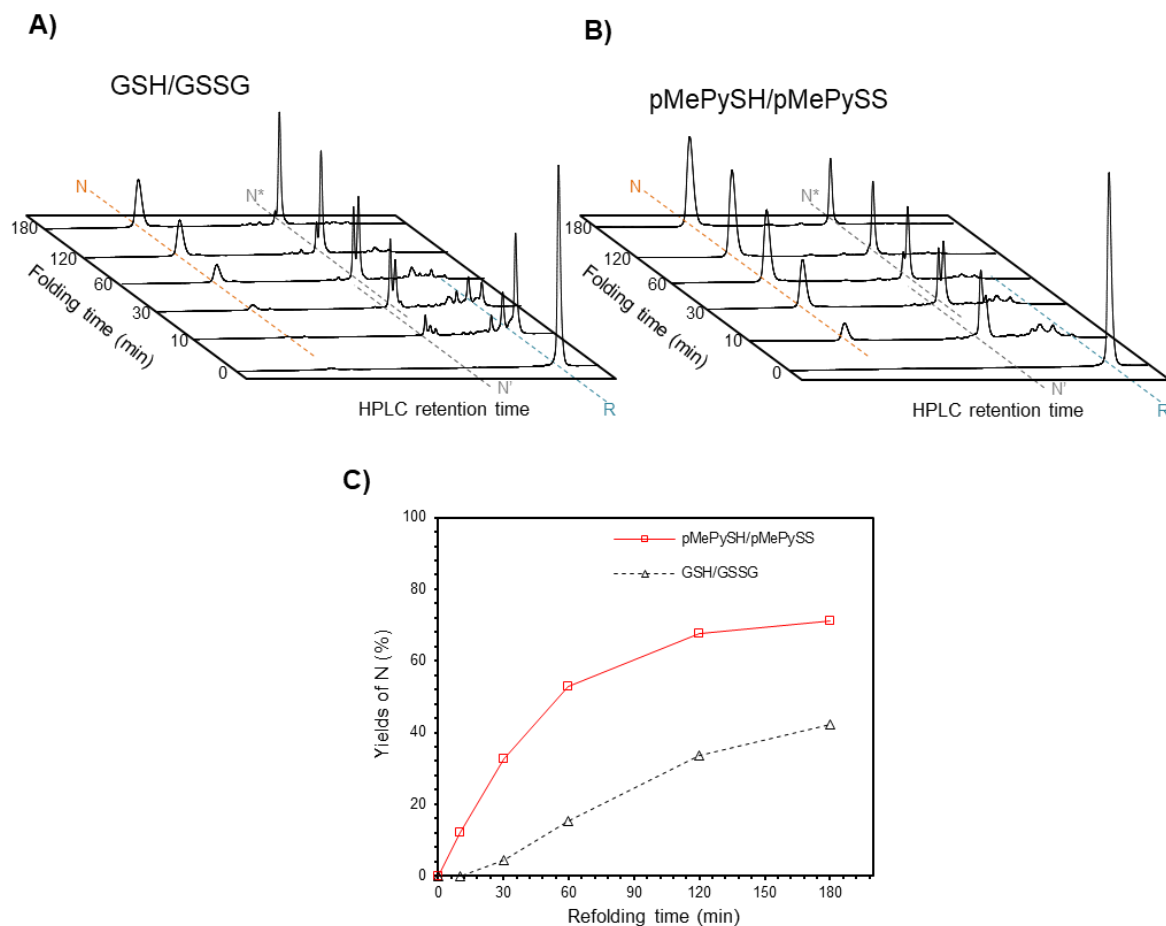 A)
GSH/GSSG
N
N*
180
120
60
30
10
0
Folding time (min)
HPLC retention time
N'
R
B)
pMePySH/pMePySS
N
N*
180
120
60
30
10
0
Folding time (min)
HPLC retention time
N'
R
C)
100
80
60
40
20
0
Yields of N (%)
pMePySH/pMePySS
GSH/GSSG
0 30 60 90 120 150 180
Refolding time (min)